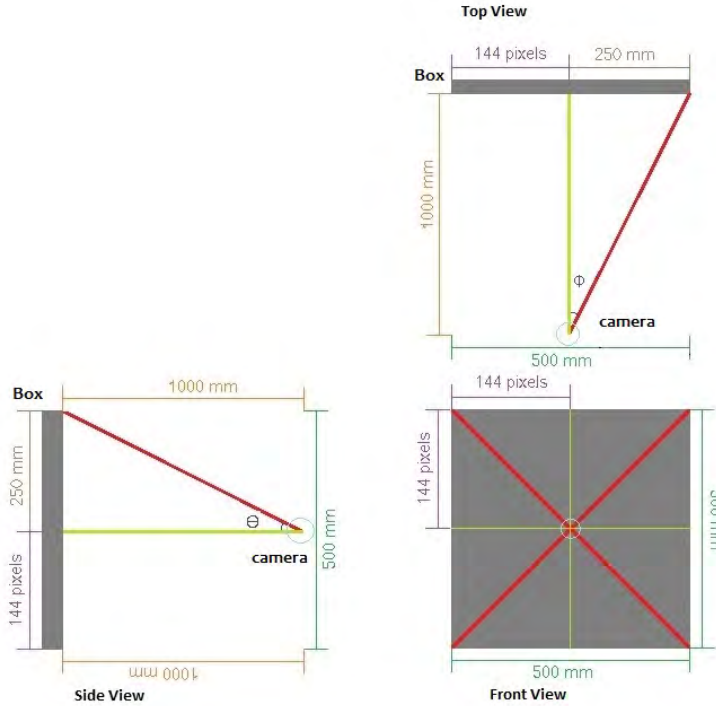 Top View
144 pixels
250 mm
Box
1000 mm
Φ
camera
500 mm
1000 mm
Box
144 pixels
250 mm
144 pixels
Θ
camera
500 mm
144 pixels
500 mm
1000 mm
500 mm
Side View
Front View